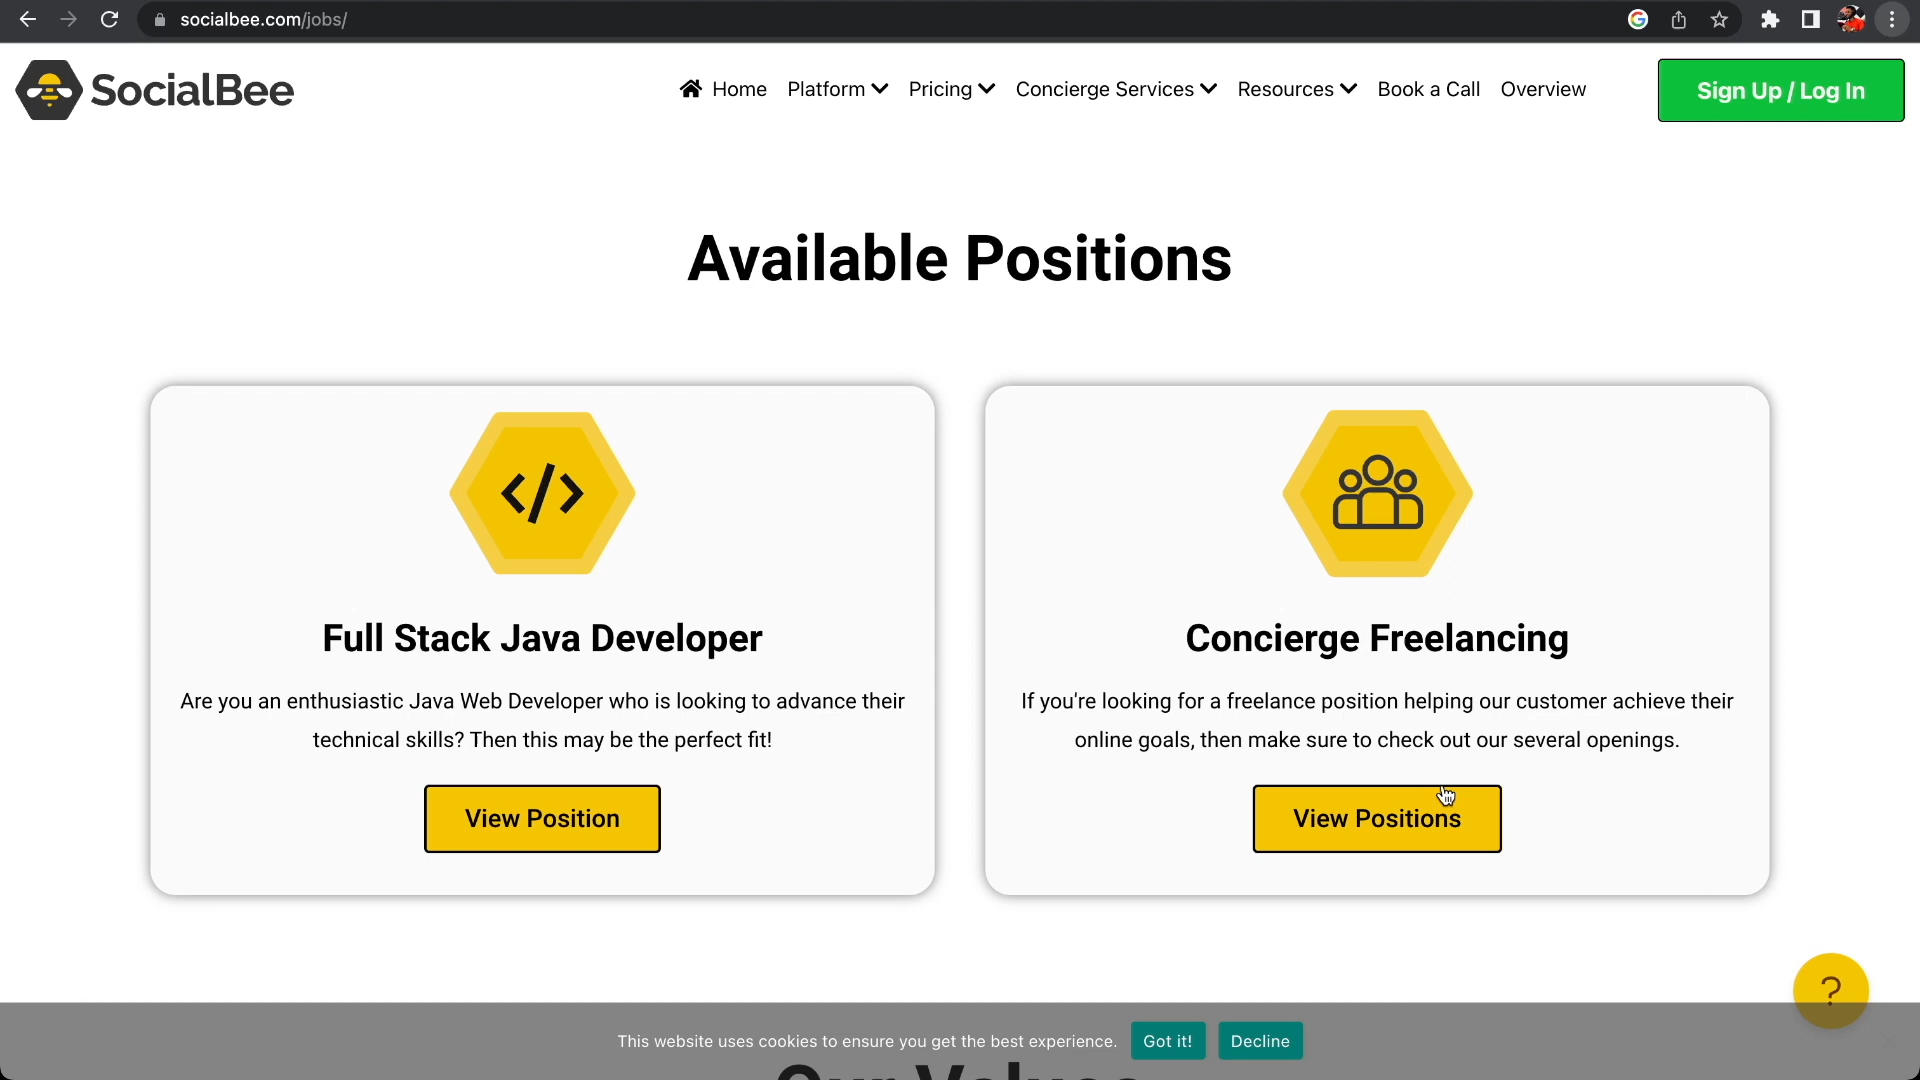 socialbee.com/jobs/
SocialBee
Home Platform Pricing Concierge Services Resources Book a Call Overview
Sign Up / Log In
Available Positions
Full Stack Java Developer
Are you an enthusiastic Java Web Developer who is looking to advance their
technical skills? Then this may be the perfect fit!
View Position
Concierge Freelancing
If you're looking for a freelance position helping our customer achieve their
online goals, then make sure to check out our several openings.
View Positions
?
This website uses cookies to ensure you get the best experience. Got it! Decline
Our Values